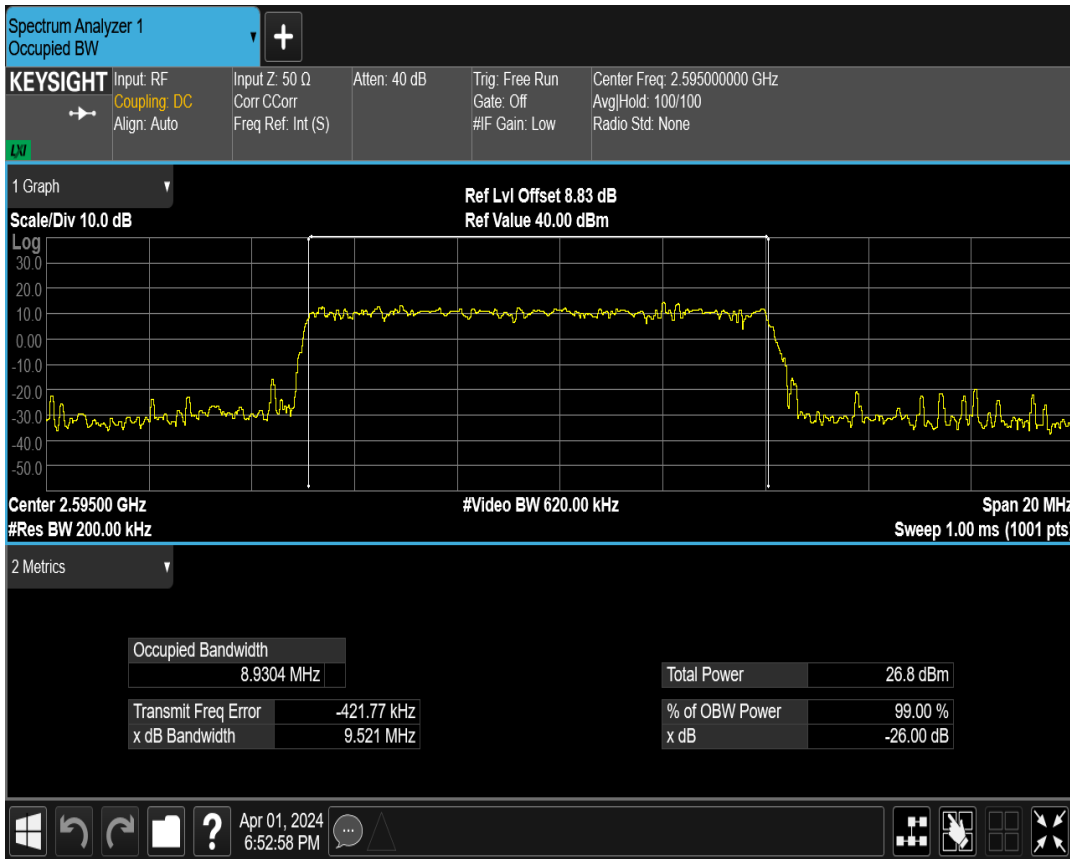 Spectrum Analyzer 1
Occupied BW
KEYSIGHT
LXI
Input: RF
Coupling: DC
Align: Auto
Input Z: 50 Ω
Corr CCorr
Freq Ref: Int (S)
Atten: 40 dB
Trig: Free Run
Gate: Off
#IF Gain: Low
Center Freq: 2.595000000 GHz
Avg|Hold: 100/100
Radio Std: None
1 Graph
Scale/Div 10.0 dB
Ref Lvl Offset 8.83 dB
Ref Value 40.00 dBm
Log
30.0
20.0
10.0
0.00
-10.0
-20.0
-30.0
-40.0
-50.0
Center 2.59500 GHz
#Res BW 200.00 kHz
#Video BW 620.00 kHz
Span 20 MHz
Sweep 1.00 ms (1001 pts)
2 Metrics
Occupied Bandwidth
8.9304 MHz
Transmit Freq Error -421.77 kHz
x dB Bandwidth 9.521 MHz
Total Power 26.8 dBm
% of OBW Power 99.00 %
x dB -26.00 dB
?
Apr 01, 2024
6:52:58 PM